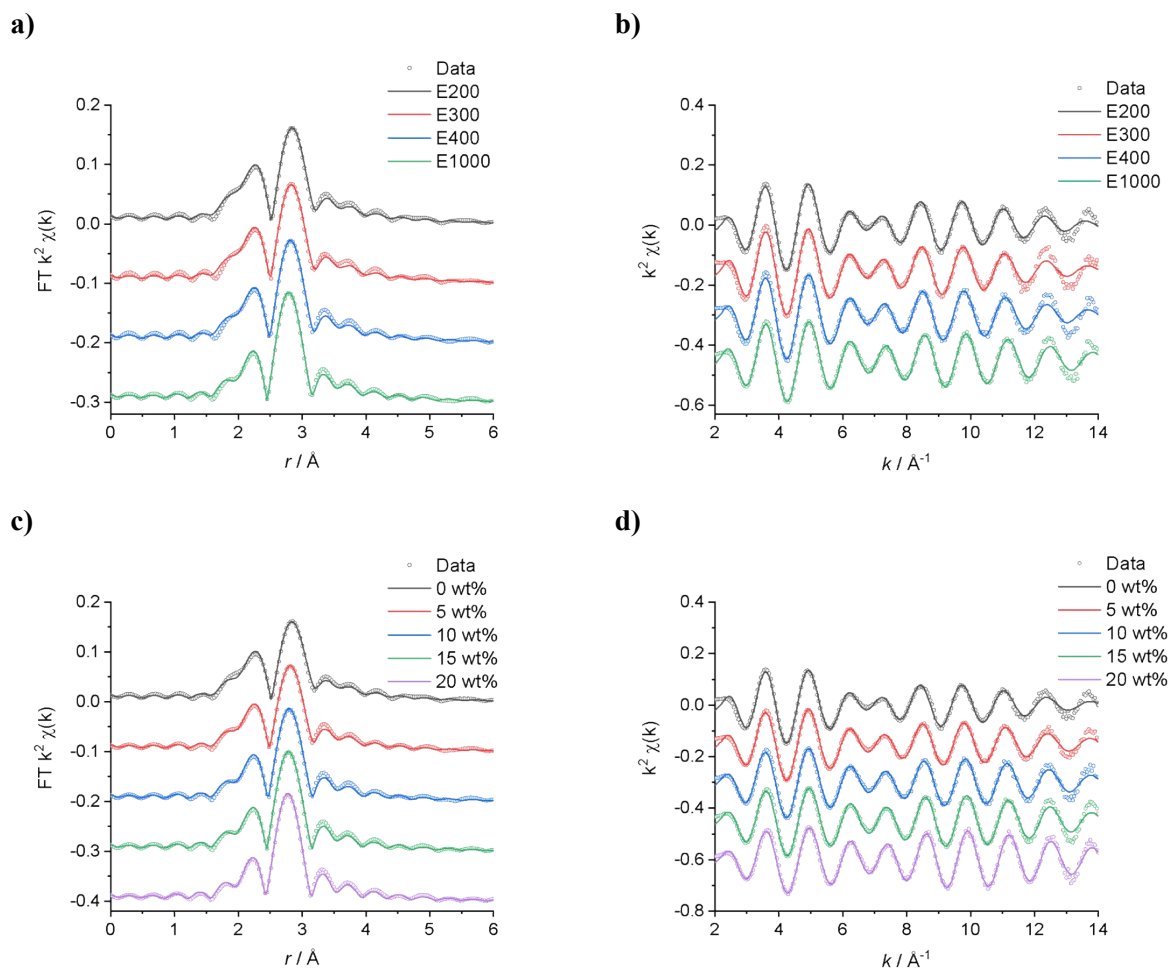 a)
Data
E200
E300
E400
E1000
0.2
0.1
0.0
-0.1
-0.2
-0.3
FT k² χ(k)
0 1 2 3 4 5 6
r / Å
b)
Data
E200
E300
E400
E1000
0.4
0.2
0.0
-0.2
-0.4
-0.6
k² χ(k)
2 4 6 8 10 12 14
k / Å⁻¹
c)
Data
0 wt%
5 wt%
10 wt%
15 wt%
20 wt%
0.2
0.1
0.0
-0.1
-0.2
-0.3
-0.4
FT k² χ(k)
0 1 2 3 4 5 6
r / Å
d)
Data
0 wt%
5 wt%
10 wt%
15 wt%
20 wt%
0.4
0.2
0.0
-0.2
-0.4
-0.6
-0.8
k² χ(k)
2 4 6 8 10 12 14
k / Å⁻¹